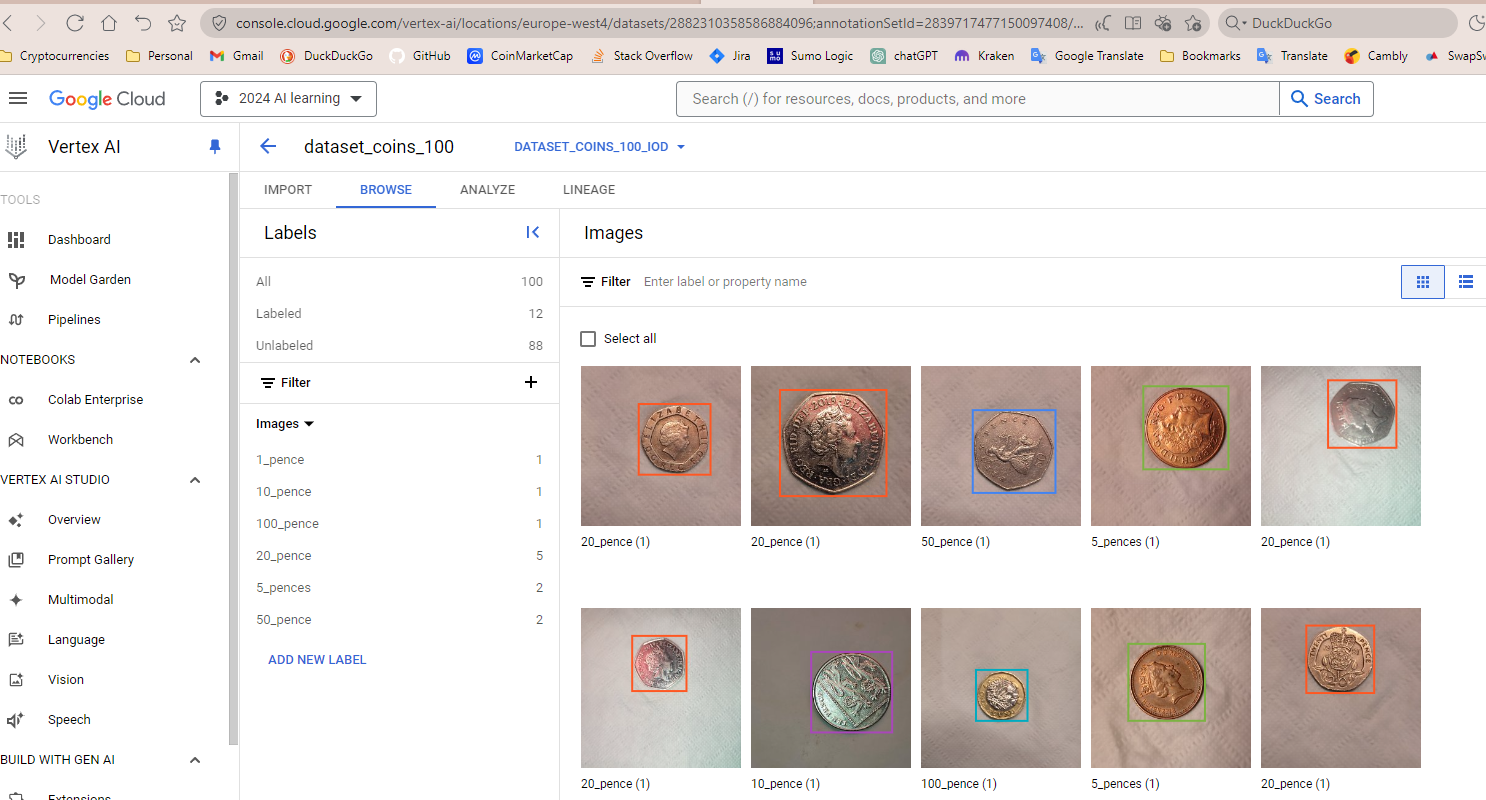 console.cloud.google.com/vertex-ai/locations/europe-west4/datasets/2882310358586884096;annotationSetId=2839717477150097408/...
DuckDuckGo
Cryptocurrencies
Personal
Gmail
DuckDuckGo
GitHub
CoinMarketCap
Stack Overflow
Jira
Sumo Logic
chatGPT
Kraken
Google Translate
Bookmarks
Translate
Cambly
SwapSw
Google Cloud
2024 AI learning
Search (/) for resources, docs, products, and more
Search
Vertex AI
dataset_coins_100
DATASET_COINS_100_IOD
IMPORT
BROWSE
ANALYZE
LINEAGE
TOOLS
Dashboard
Model Garden
Pipelines
NOTEBOOKS
Colab Enterprise
Workbench
VERTEX AI STUDIO
Overview
Prompt Gallery
Multimodal
Language
Vision
Speech
BUILD WITH GEN AI
Extensions
Labels
All 100
Labeled 12
Unlabeled 88
Filter
Images
1_pence 1
10_pence 1
100_pence 1
20_pence 5
5_pences 2
50_pence 2
ADD NEW LABEL
Images
Filter Enter label or property name
Select all
20_pence (1)
20_pence (1)
50_pence (1)
5_pences (1)
20_pence (1)
20_pence (1)
10_pence (1)
100_pence (1)
5_pences (1)
20_pence (1)